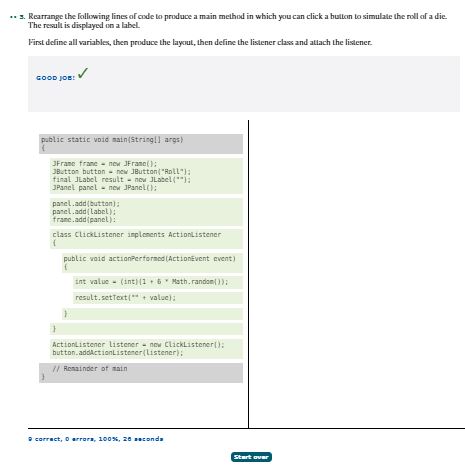 •• 3. Rearrange the following lines of code to produce a main method in which you can click a button to simulate the roll of a die.
The result is displayed on a label.
First define all variables, then produce the layout, then define the listener class and attach the listener.
GOOD JOB! ✓
public static void main(String[] args)
{
JFrame frame = new JFrame();
JButton button = new JButton("Roll");
final JLabel result = new JLabel("");
JPanel panel = new JPanel();
panel.add(button);
panel.add(label);
frame.add(panel):
class ClickListener implements ActionListener
{
public void actionPerformed(ActionEvent event)
{
int value = (int)(1 + 6 * Math.random());
result.setText("" + value);
}
}
ActionListener listener = new ClickListener();
button.addActionListener(listener);
// Remainder of main
}
9 correct, 0 errors, 100%, 26 seconds
Start over